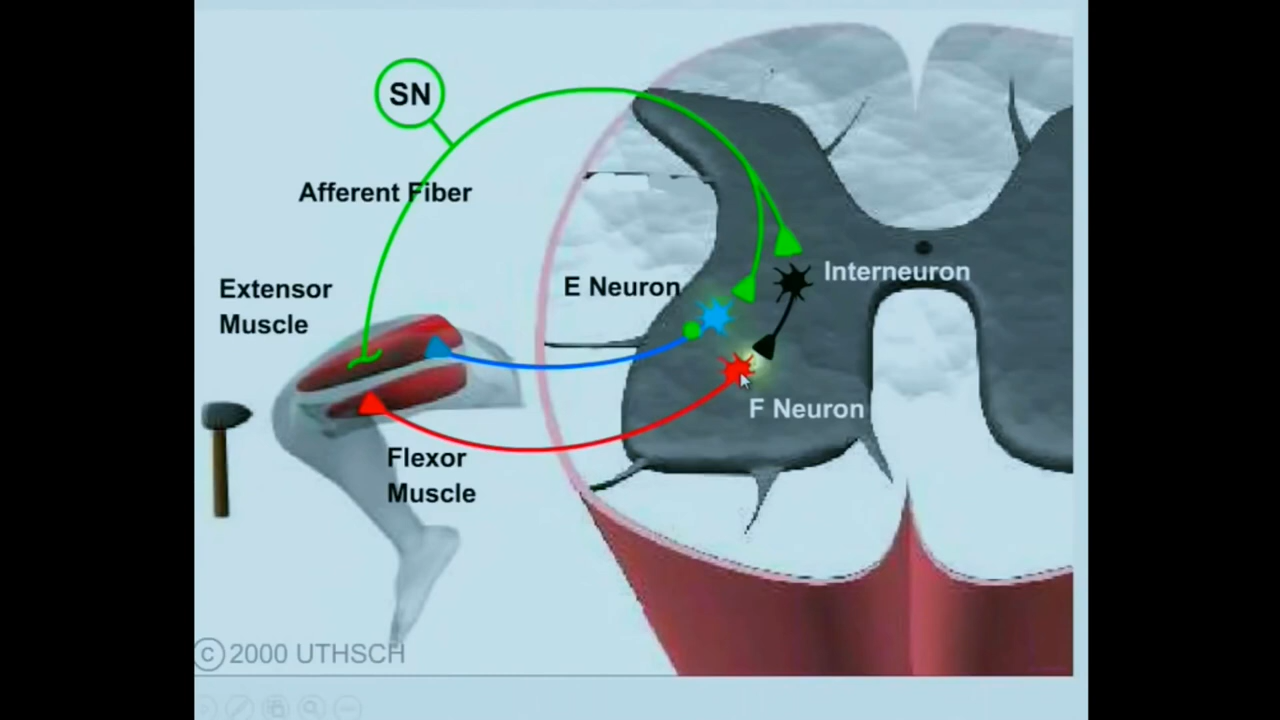 SN
Afferent Fiber
Extensor
Muscle
E Neuron
Interneuron
F Neuron
Flexor
Muscle
© 2000 UTHSCH